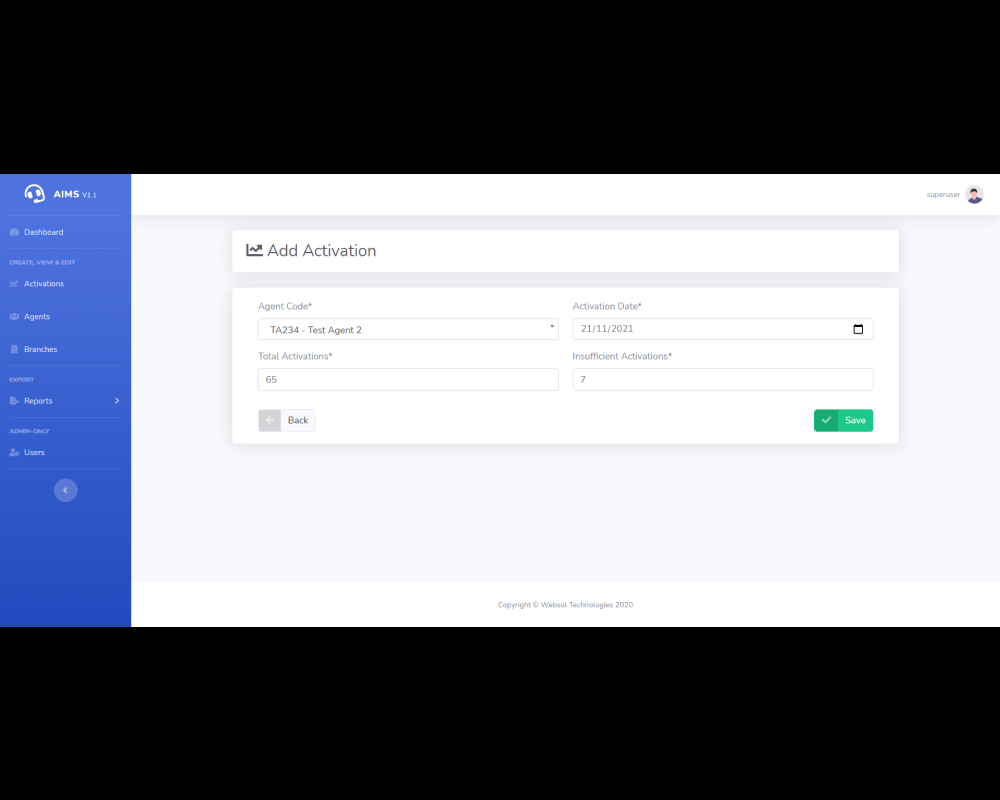 AIMS V1.1
superuser
Dashboard
CREATE, VIEW & EDIT
Activations
Agents
Branches
EXPORT
Reports
ADMIN-ONLY
Users
Add Activation
Agent Code*
Activation Date*
TA234 - Test Agent 2
21/11/2021
Total Activations*
Insufficient Activations*
65
7
Back
Save
Copyright © Websol Technologies 2020